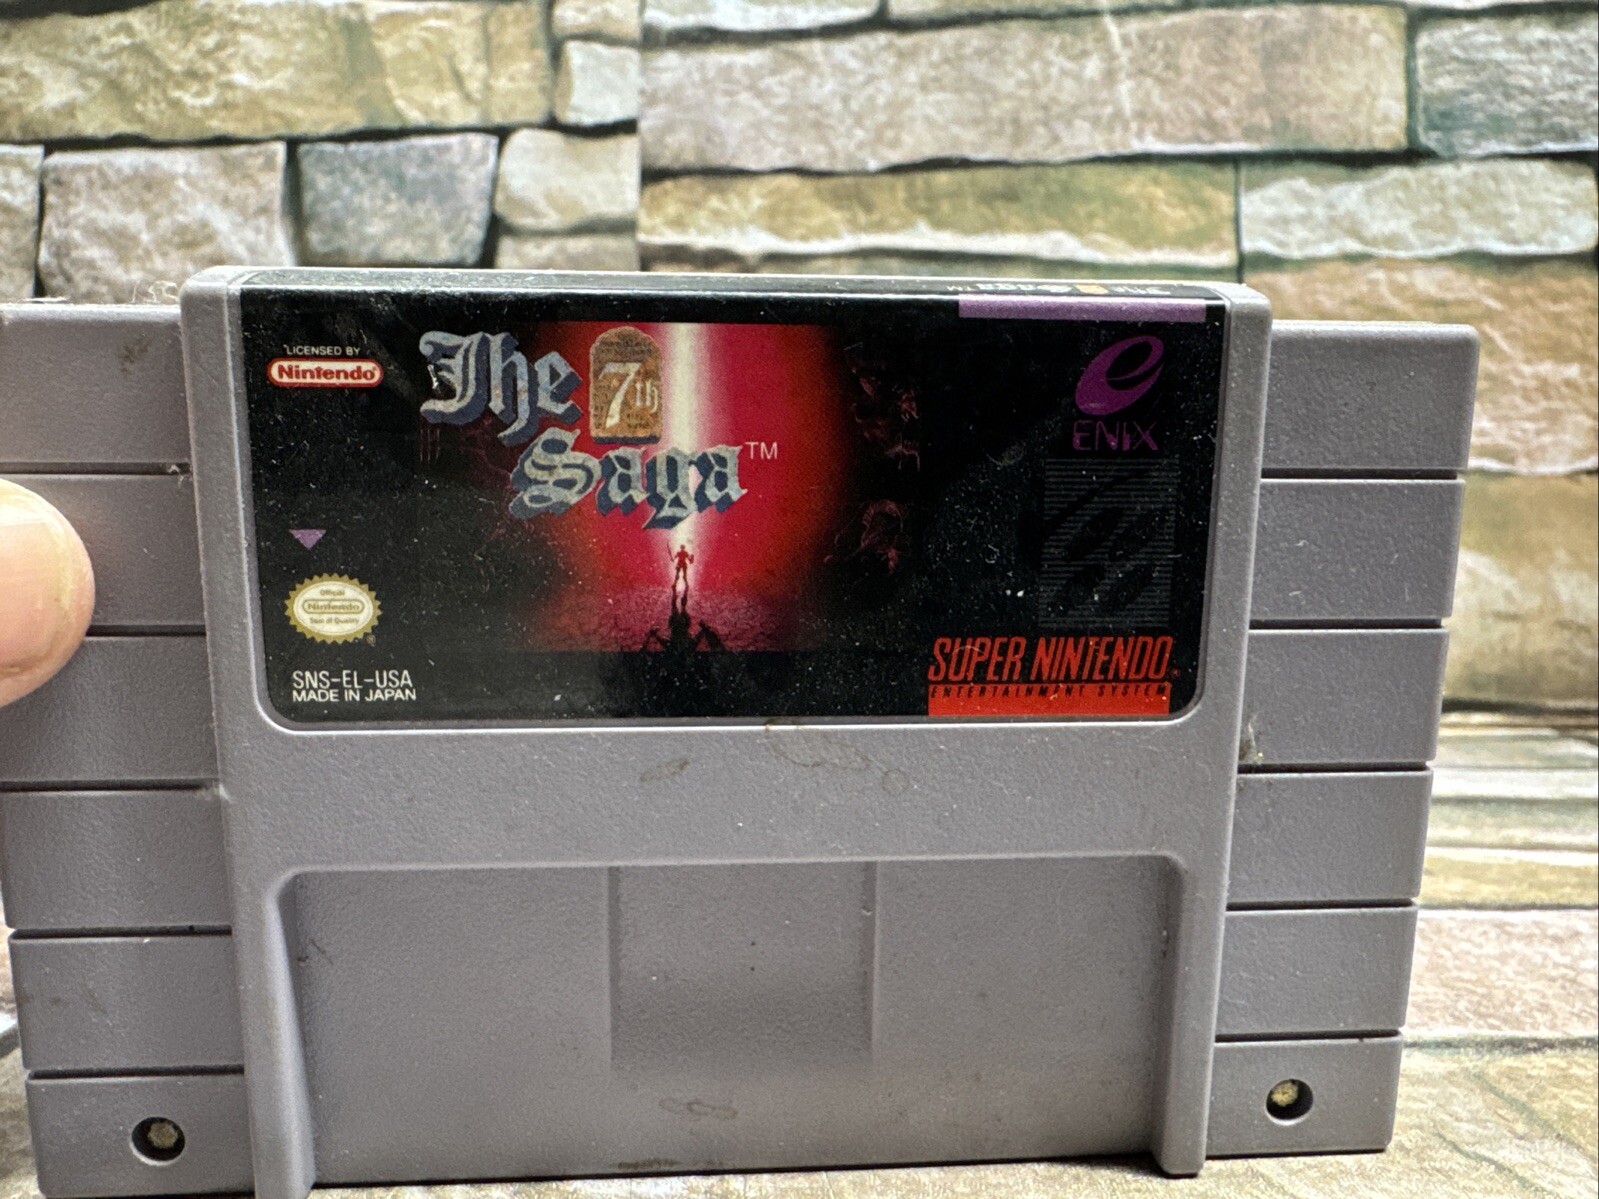 LICENSED BY
Nintendo®
The 7th
Saga™
ENIX
Official
Nintendo
Seal of Quality
®
SNS-EL-USA
MADE IN JAPAN
SUPER NINTENDO®
ENTERTAINMENT SYSTEM